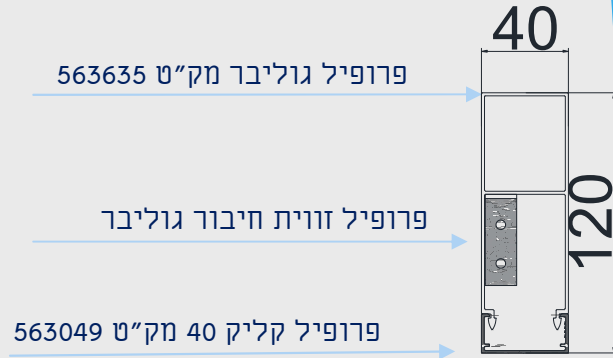 40
פרופיל גוליבר מק״ט 563635
120
פרופיל זווית חיבור גוליבר
פרופיל קליק 40 מק״ט 563049